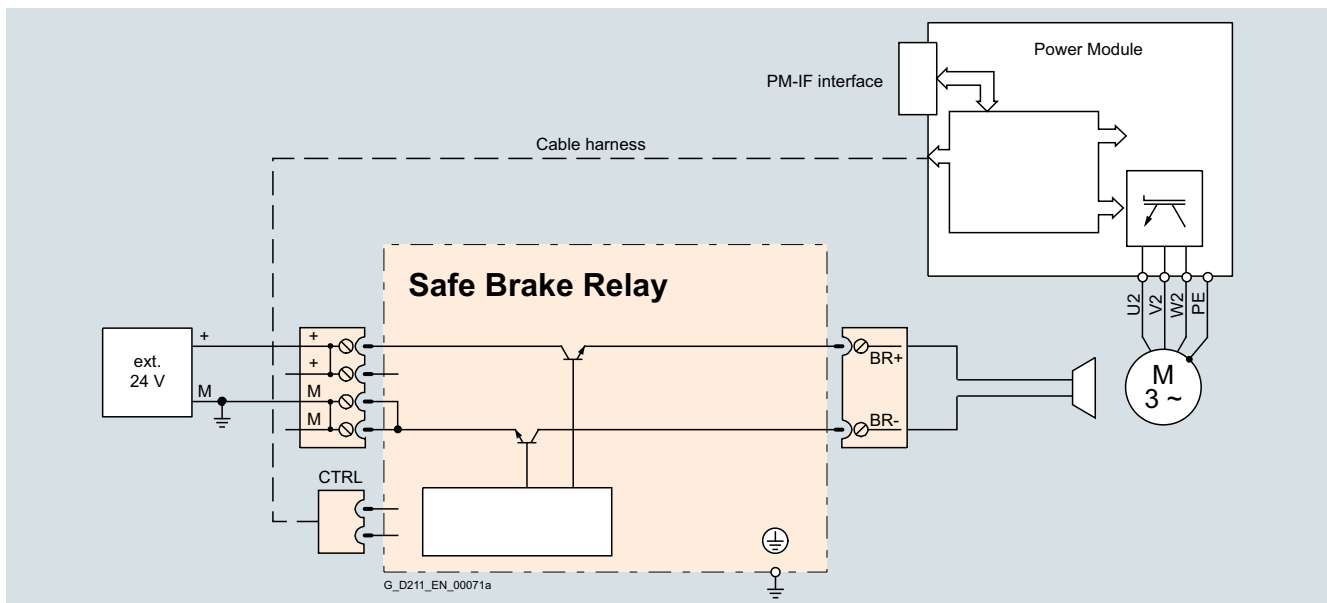 Power Module
PM-IF interface
Cable harness
Safe Brake Relay
U2
V2
W2
PE
ext.
24 V
+
M
+
+
M
M
BR+
BR-
M
3 ~
CTRL
G_D211_EN_00071a